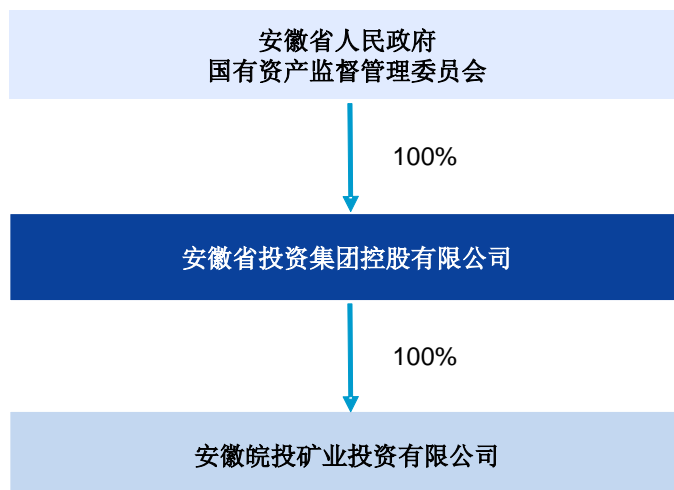 安徽省人民政府
国有资产监督管理委员会
100%
安徽省投资集团控股有限公司
100%
安徽皖投矿业投资有限公司